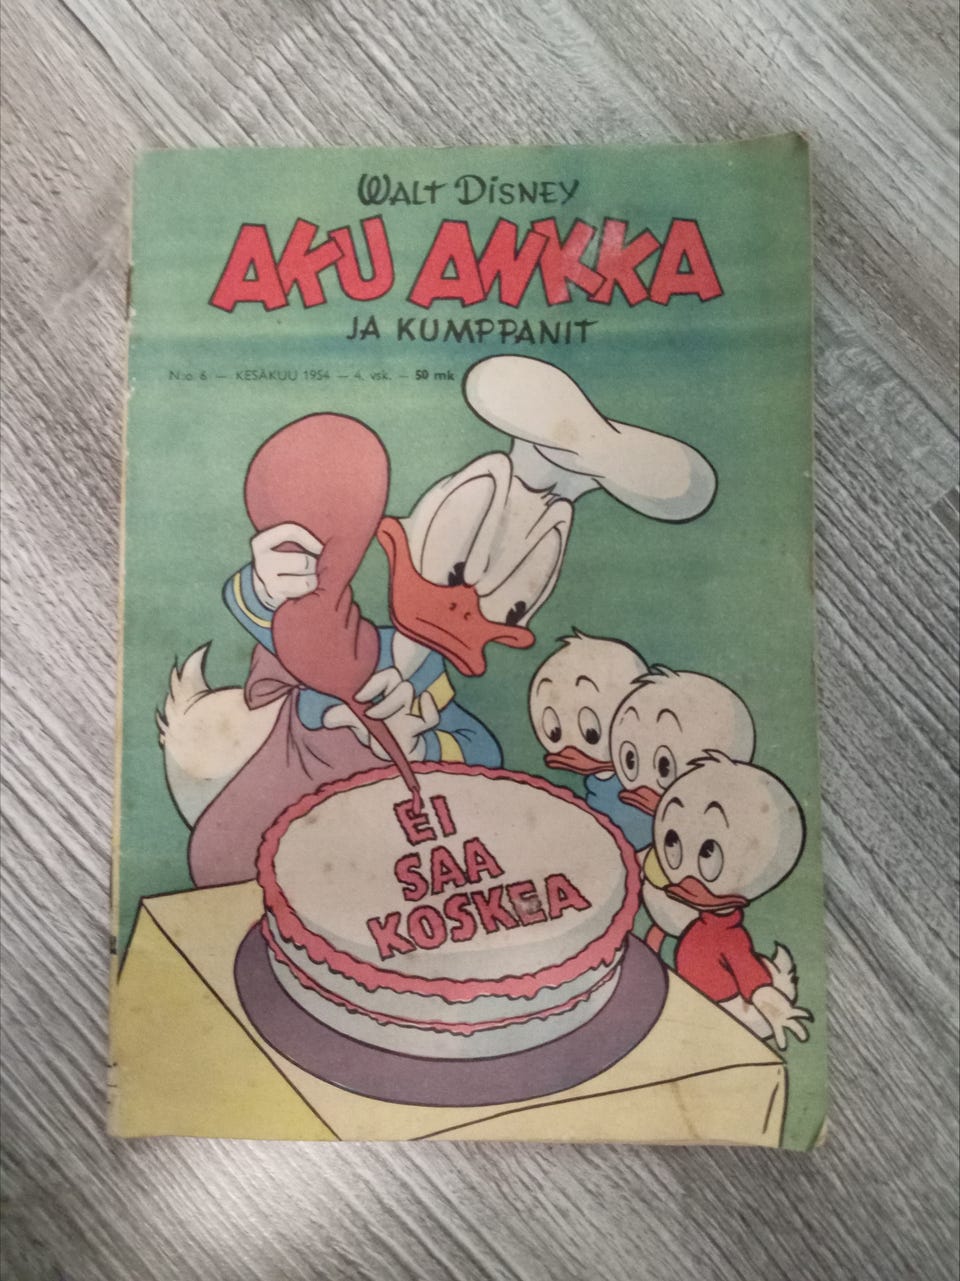 WALT DISNEY
AKU ANKKA
JA KUMPPANIT
N:o 6 — KESÄKUU 1954 — 4. vsk. — 50 mk
EI
SAA
KOSKEA